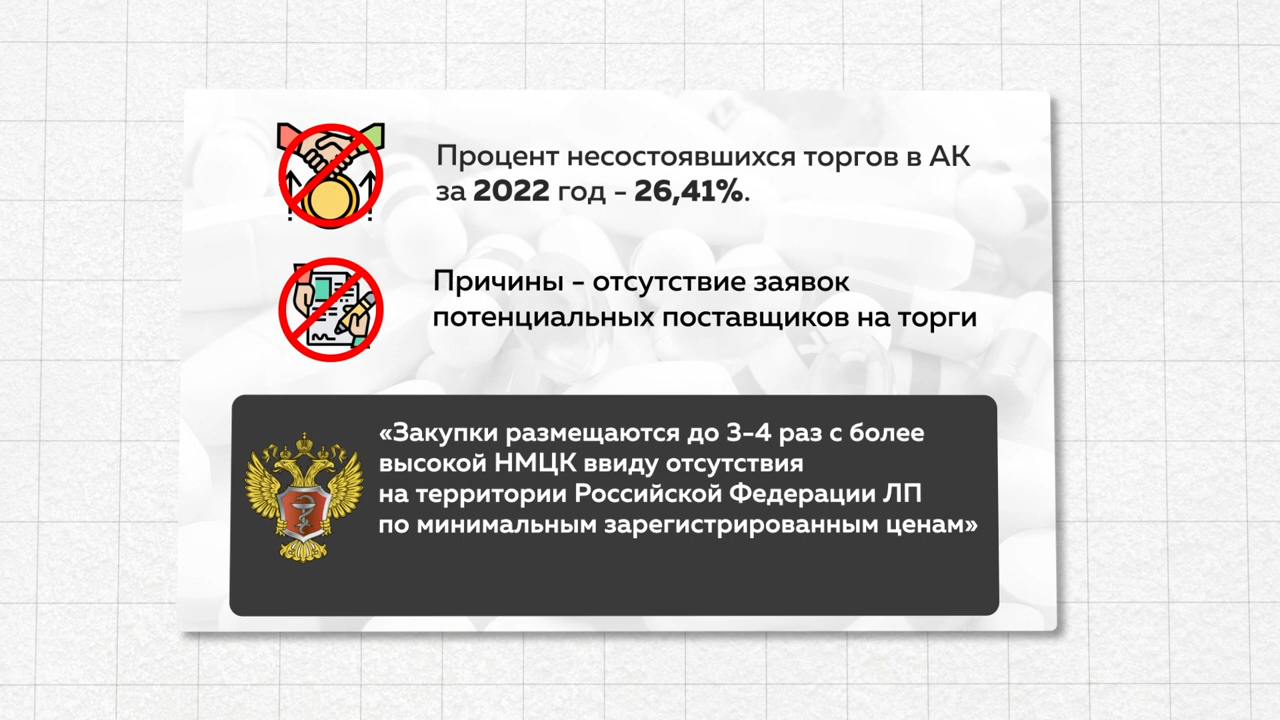 Процент несостоявшихся торгов в АК
за 2022 год - 26,41%.
Причины - отсутствие заявок
потенциальных поставщиков на торги
«Закупки размещаются до 3-4 раз с более
высокой НМЦК ввиду отсутствия
на территории Российской Федерации ЛП
по минимальным зарегистрированным ценам»